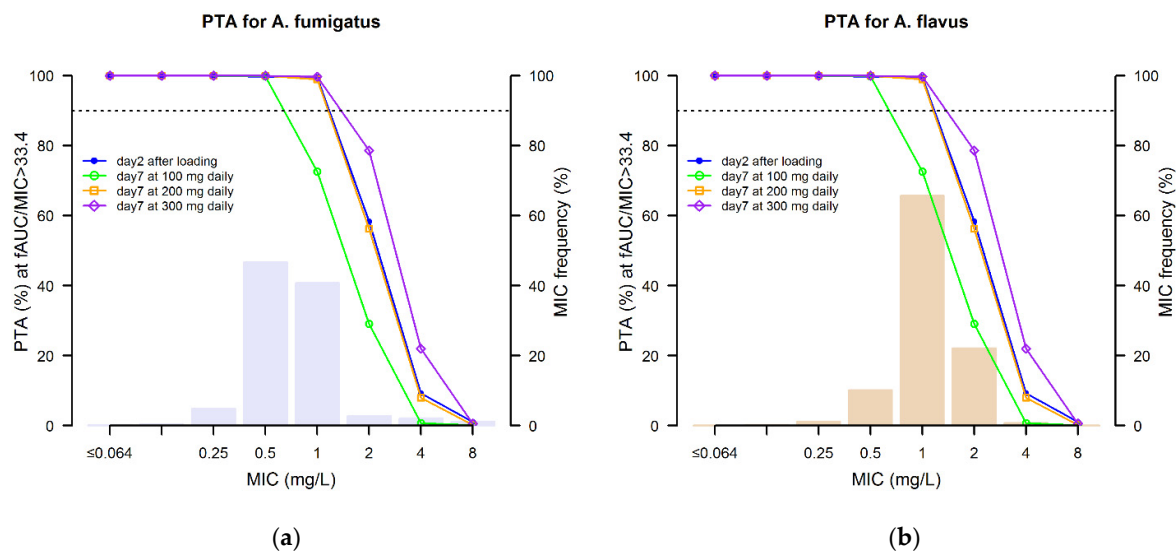 PTA for A. fumigatus
100
80
60
40
20
0
PTA (%) at fAUC/MIC>33.4
day2 after loading
day7 at 100 mg daily
day7 at 200 mg daily
day7 at 300 mg daily
100
80
60
40
20
0
MIC frequency (%)
≤0.064 0.25 0.5 1 2 4 8
MIC (mg/L)
(a)
PTA for A. flavus
100
80
60
40
20
0
PTA (%) at fAUC/MIC>33.4
day2 after loading
day7 at 100 mg daily
day7 at 200 mg daily
day7 at 300 mg daily
100
80
60
40
20
0
MIC frequency (%)
≤0.064 0.25 0.5 1 2 4 8
MIC (mg/L)
(b)